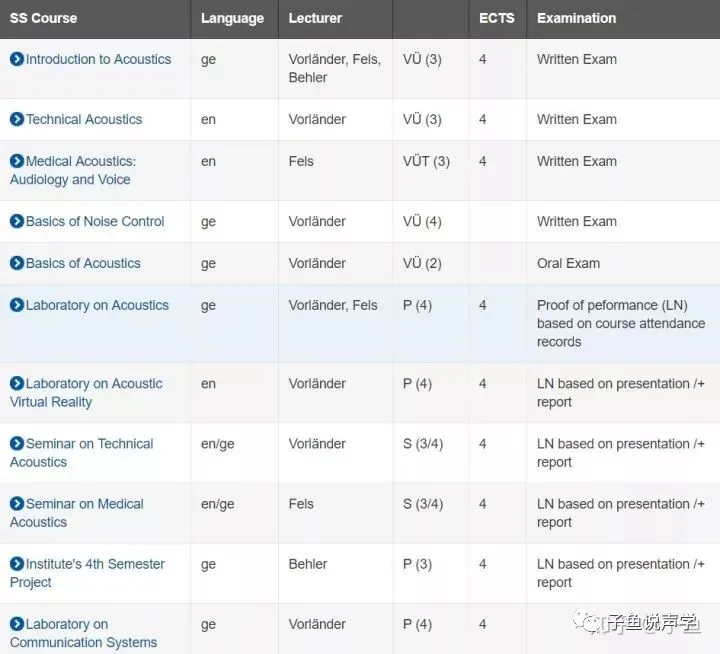 SS Course Language Lecturer ECTS Examination
Introduction to Acoustics ge Vorländer, Fels, VÜ (3) 4 Written Exam
Behler
Technical Acoustics en Vorländer VÜ (3) 4 Written Exam
Medical Acoustics: en Fels VÜT (3) 4 Written Exam
Audiology and Voice
Basics of Noise Control ge Vorländer VÜ (4) Written Exam
Basics of Acoustics ge Vorländer VÜ (2) Oral Exam
Laboratory on Acoustics ge Vorländer, Fels P (4) 4 Proof of peformance (LN)
based on course attendance
records
Laboratory on Acoustic en Vorländer P (4) 4 LN based on presentation /+
Virtual Reality report
Seminar on Technical en/ge Vorländer S (3/4) 4 LN based on presentation /+
Acoustics report
Seminar on Medical en/ge Fels S (3/4) 4 LN based on presentation /+
Acoustics report
Institute's 4th Semester ge Behler P (3) 4 LN based on presentation /+
Project report
Laboratory on ge Vorländer P (4) 4
Communication Systems
子鱼说声学